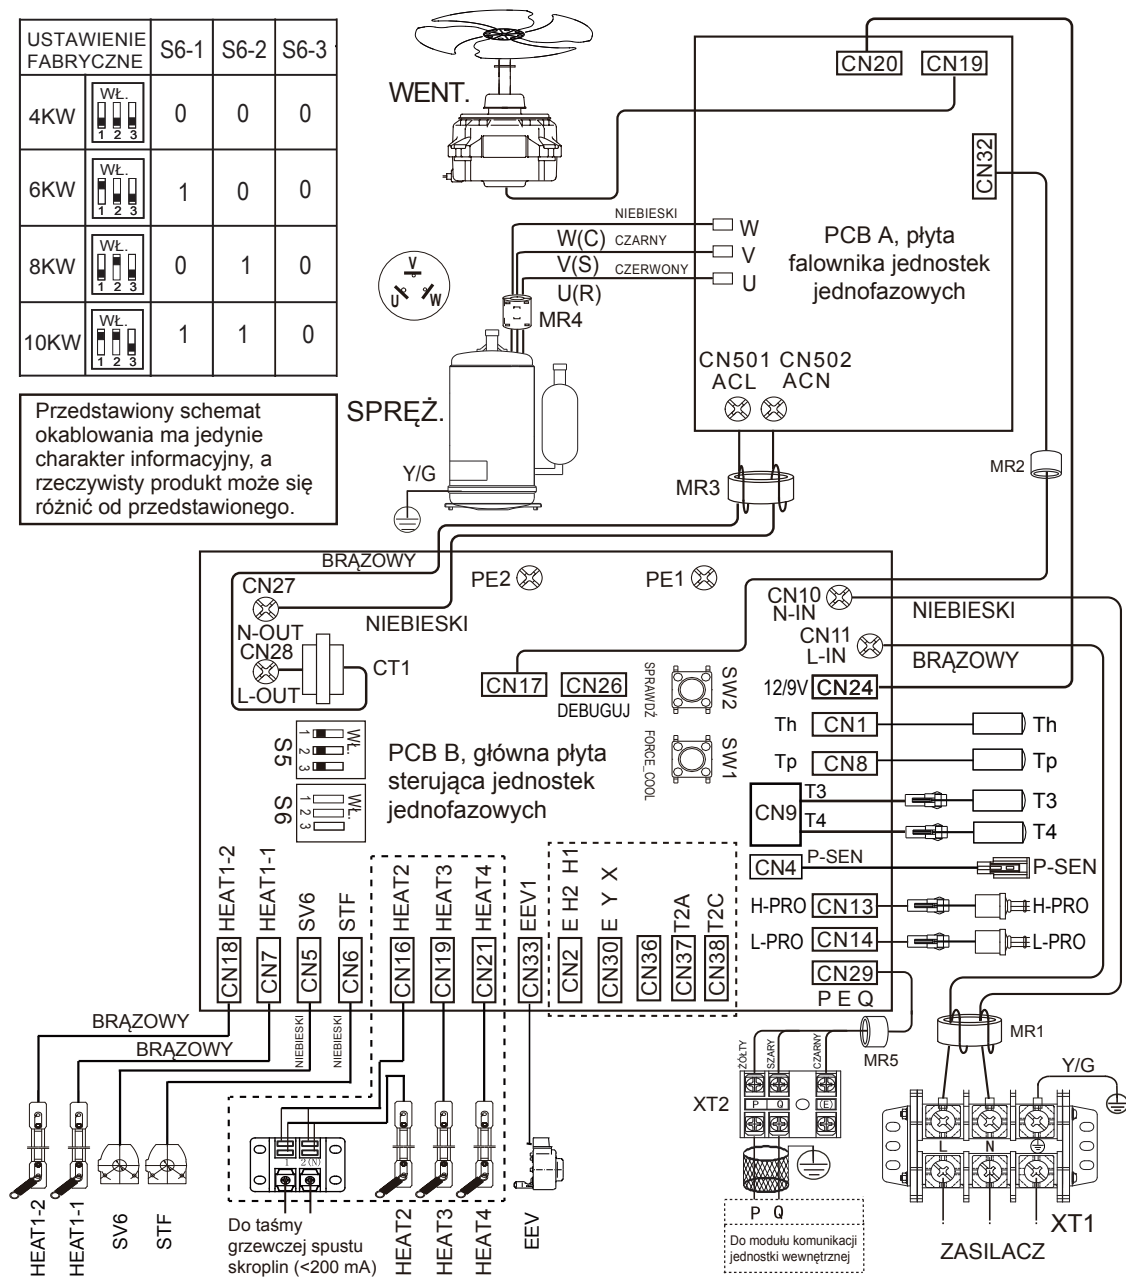 USTAWIENIE FABRYCZNE S6-1 S6-2 S6-3
4KW WŁ. 1 2 3 0 0 0
6KW WŁ. 1 2 3 1 0 0
8KW WŁ. 1 2 3 0 1 0
10KW WŁ. 1 2 3 1 1 0
Przedstawiony schemat
okablowania ma jedynie
charakter informacyjny, a
rzeczywisty produkt może się
różnić od przedstawionego.
WENT.
CN20
CN19
CN32
NIEBIESKI
W(C) CZARNY
V(S) CZERWONY
U(R)
W
V
U
V
U W
MR4
PCB A, płyta
falownika jednostek
jednofazowych
CN501 CN502
ACL ACN
SPRĘŻ.
Y/G
MR3
MR2
BRĄZOWY
NIEBIESKI
CN27
N-OUT
CN28
L-OUT
CT1
PE2
PE1
CN10
N-IN
NIEBIESKI
CN11
L-IN
BRĄZOWY
CN17
CN26
DEBUGUJ
SPRAWDŹ
SW2
FORCE_COOL
SW1
12/9V CN24
Th CN1 Th
Tp CN8 Tp
CN9 T3 T3
T4 T4
CN4 P-SEN P-SEN
H-PRO CN13 H-PRO
L-PRO CN14 L-PRO
CN29
P E Q
S5
1 2 3
WŁ.
S6
1 2 3
WŁ.
PCB B, główna płyta
sterująca jednostek
jednofazowych
CN18 HEAT1-2
CN7 HEAT1-1
CN5 SV6
CN6 STF
CN16 HEAT2
CN19 HEAT3
CN21 HEAT4
CN33 EEV1
CN2 E H2 H1
CN30 E Y X
CN36
CN37 T2A
CN38 T2C
BRĄZOWY
BRĄZOWY
NIEBIESKI
NIEBIESKI
HEAT1-2
HEAT1-1
SV6
STF
1 2(N)
Do taśmy
grzewczej spustu
skroplin (<200 mA)
HEAT2
HEAT3
HEAT4
EEV
ŻÓŁTY
SZARY
CZARNY
MR5
XT2
P Q (E)
P Q
Do modułu komunikacji
jednostki wewnętrznej
MR1
Y/G
L N
XT1
ZASILACZ